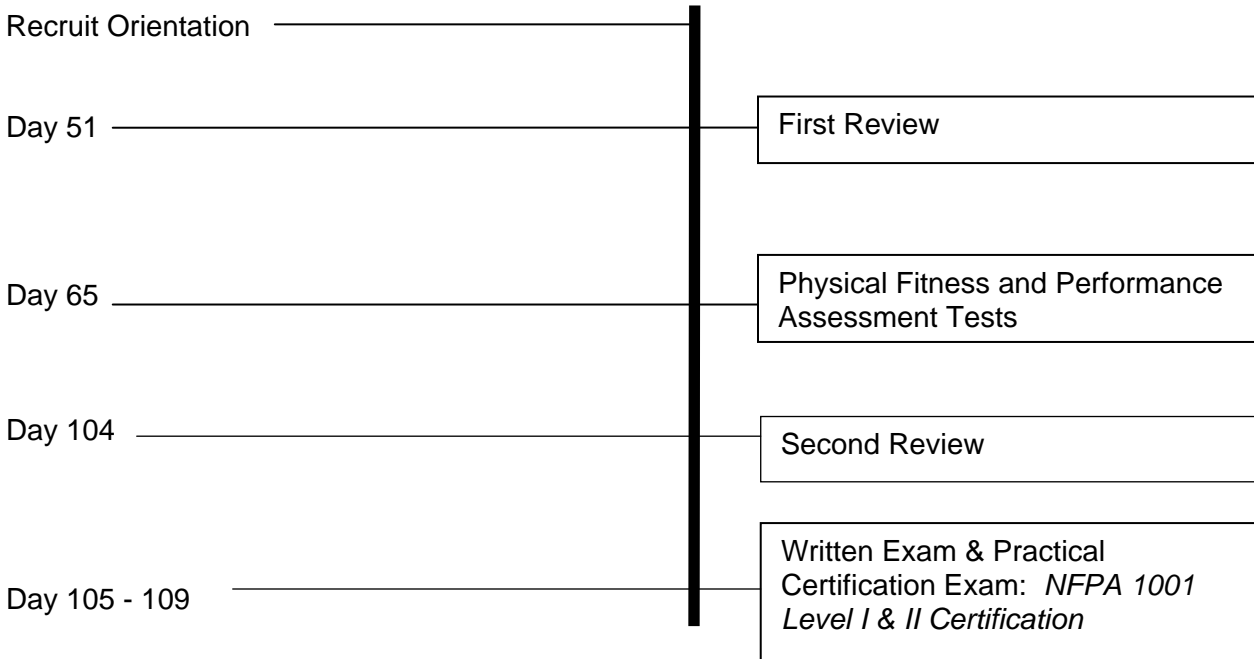 Recruit Orientation
Day 51
First Review
Day 65
Physical Fitness and Performance
Assessment Tests
Day 104
Second Review
Day 105 - 109
Written Exam & Practical
Certification Exam: NFPA 1001
Level I & II Certification